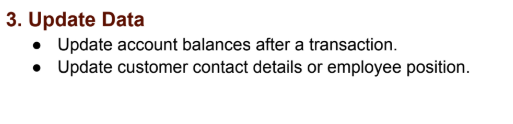 3. Update Data
● Update account balances after a transaction.
● Update customer contact details or employee position.